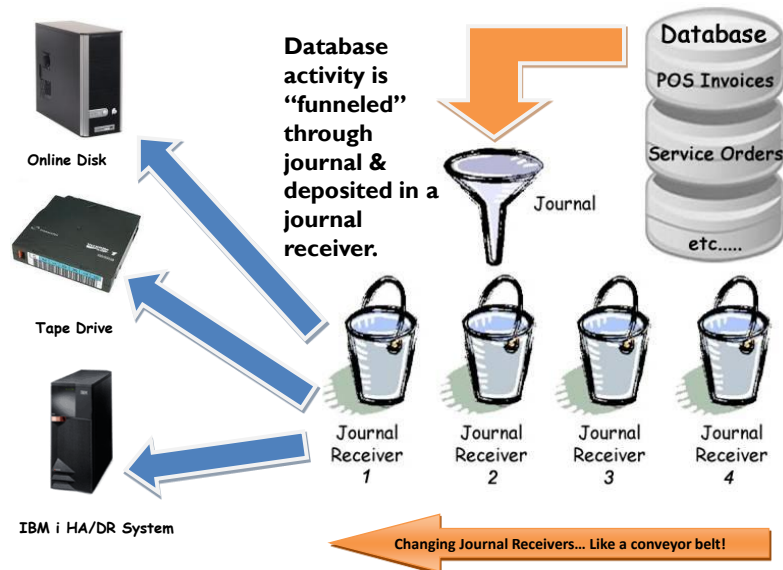 Database
activity is
“funneled”
through
journal &
deposited in a
journal
receiver.
Database
POS Invoices
Service Orders
etc.....
Journal
Online Disk
Tape Drive
IBM i HA/DR System
Journal
Receiver
1
Journal
Receiver
2
Journal
Receiver
3
Journal
Receiver
4
Changing Journal Receivers... Like a conveyor belt!